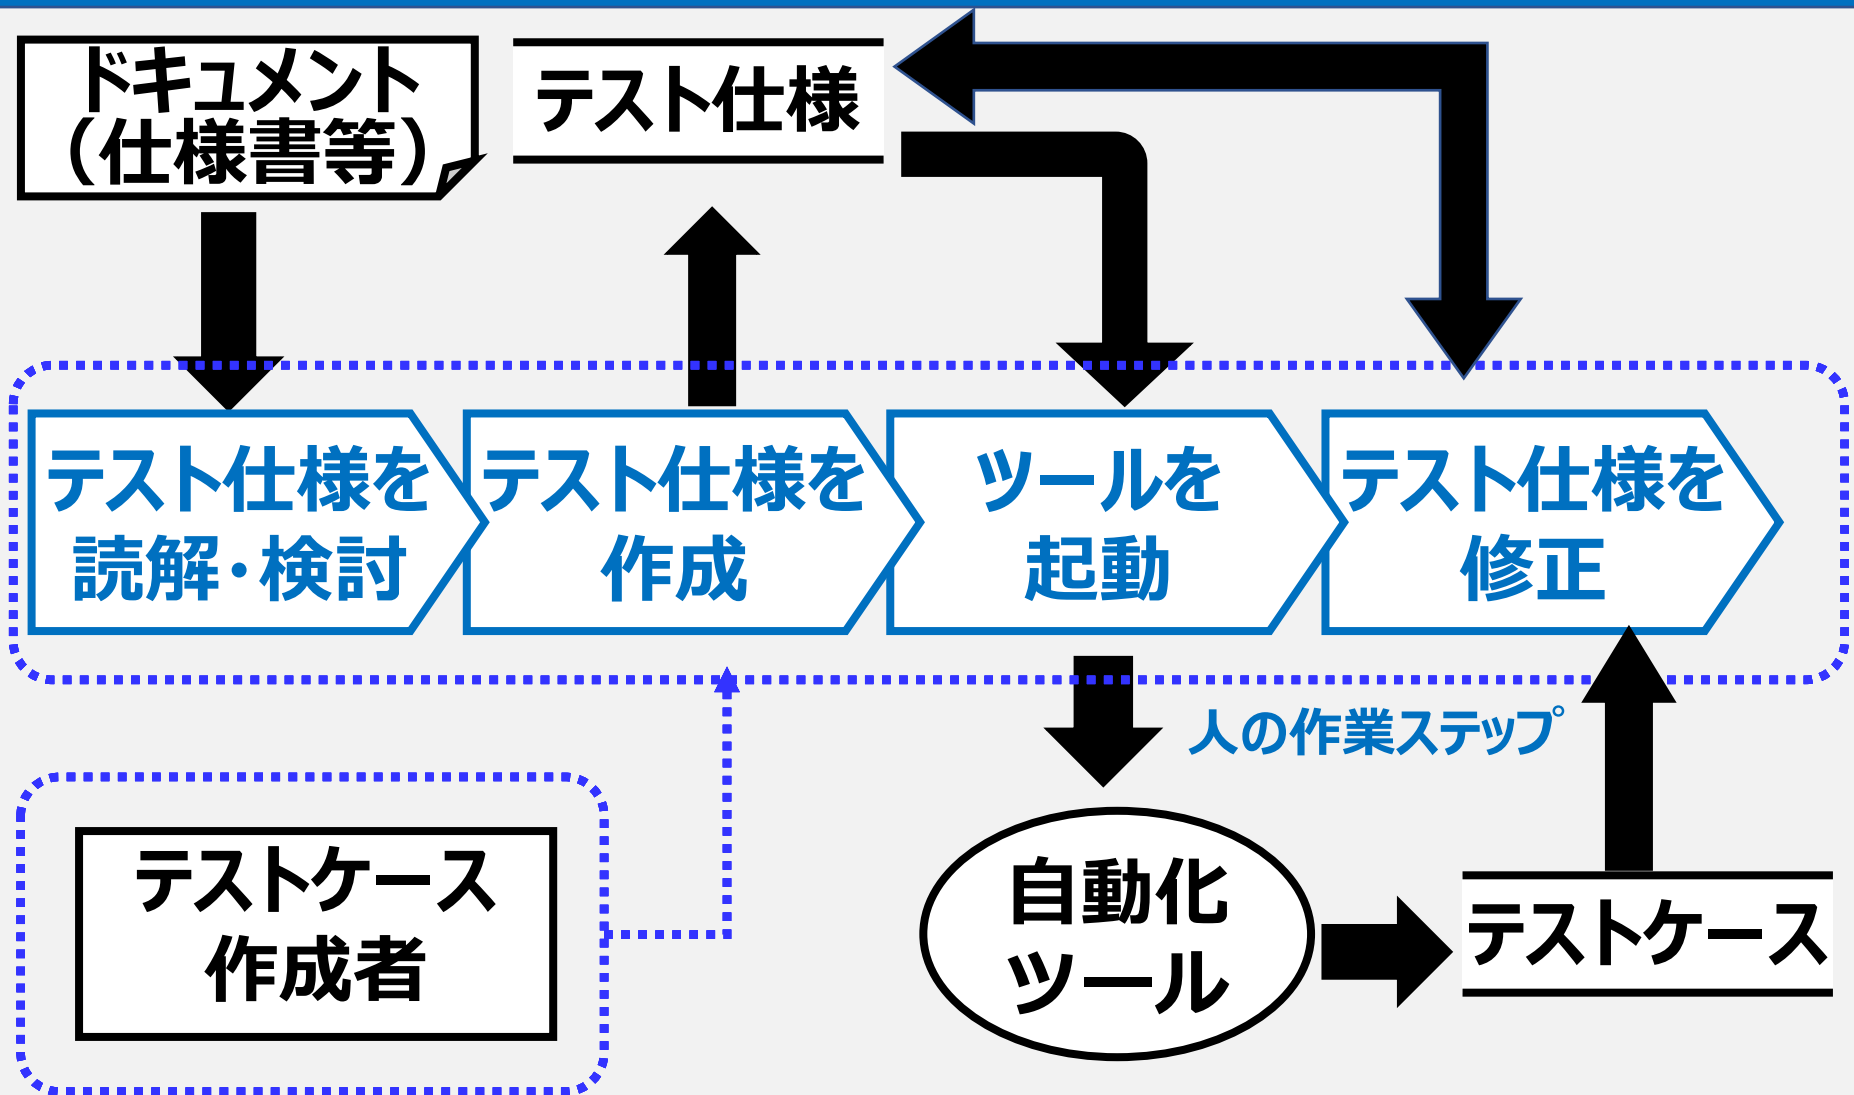 ドキュメント
（仕様書等）
テスト仕様
テスト仕様を
読解・検討
テスト仕様を
作成
ツールを
起動
テスト仕様を
修正
人の作業ステップ
テストケース
作成者
自動化
ツール
テストケース